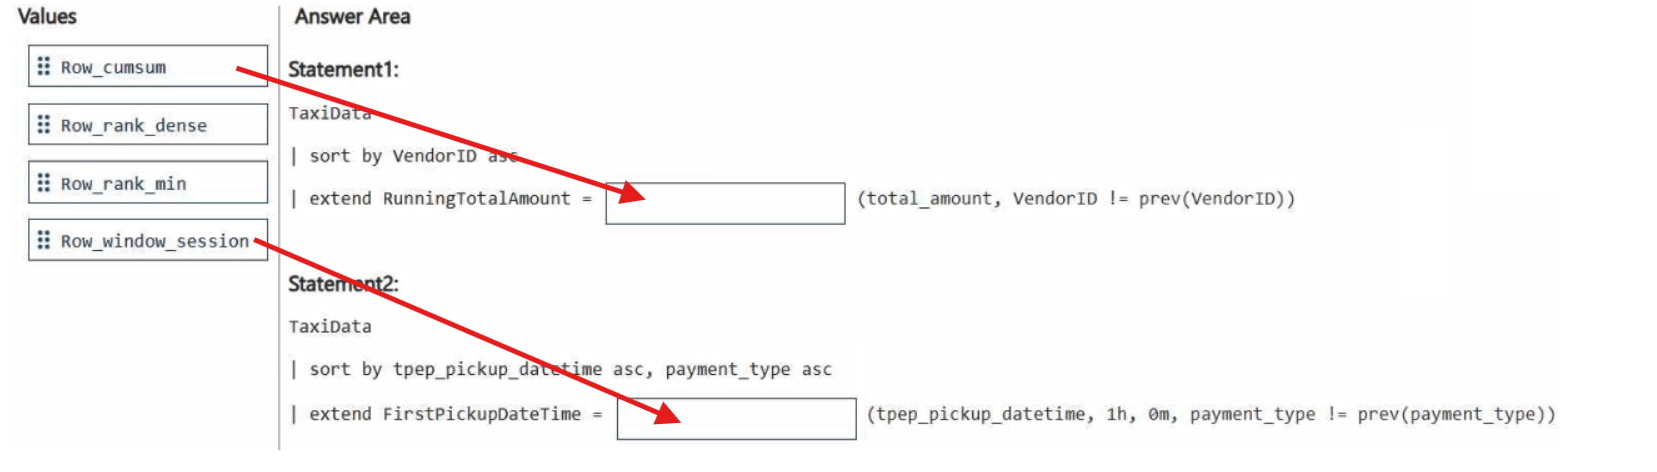 Values
Row_cumsum
Row_rank_dense
Row_rank_min
Row_window_session
Answer Area
Statement1:
TaxiData
| sort by VendorID asc
| extend RunningTotalAmount = (total_amount, VendorID != prev(VendorID))
Statement2:
TaxiData
| sort by tpep_pickup_datetime asc, payment_type asc
| extend FirstPickupDateTime = (tpep_pickup_datetime, 1h, 0m, payment_type != prev(payment_type))